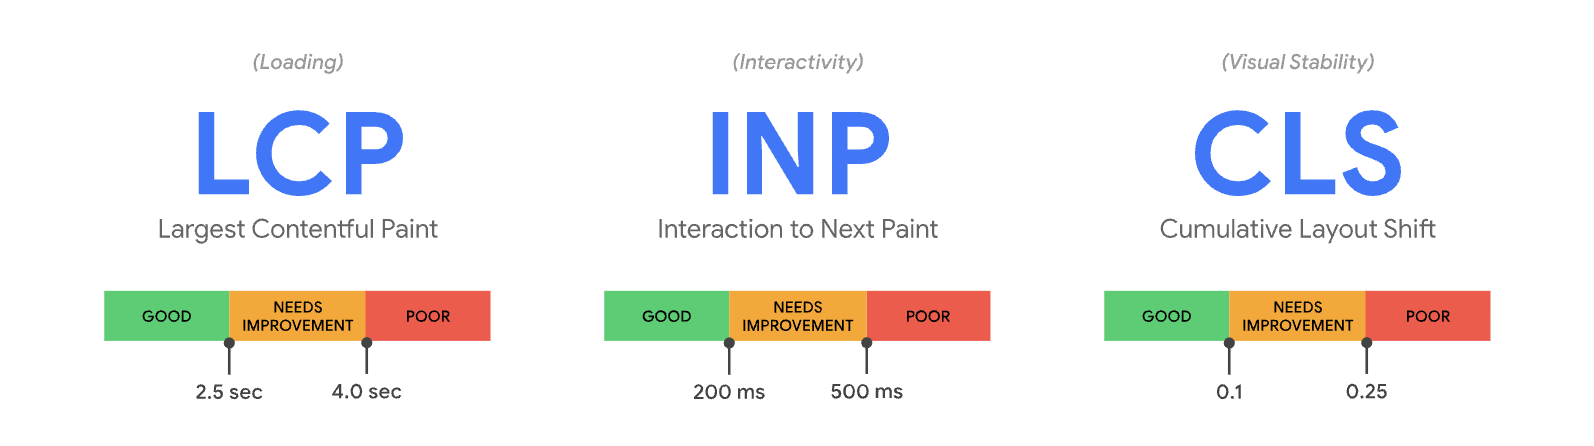 (Loading)
LCP
Largest Contentful Paint
GOOD
NEEDS
IMPROVEMENT
POOR
2.5 sec
4.0 sec
(Interactivity)
INP
Interaction to Next Paint
GOOD
NEEDS
IMPROVEMENT
POOR
200 ms
500 ms
(Visual Stability)
CLS
Cumulative Layout Shift
GOOD
NEEDS
IMPROVEMENT
POOR
0.1
0.25